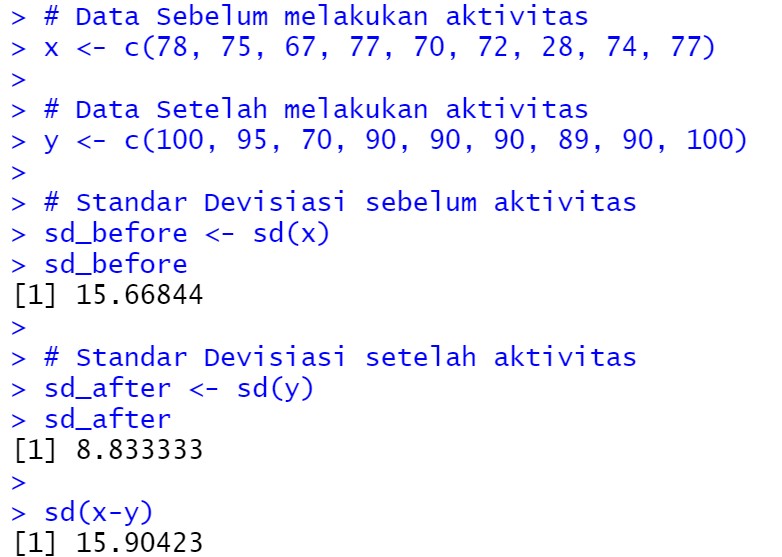 > # Data Sebelum melakukan aktivitas
> x <- c(78, 75, 67, 77, 70, 72, 28, 74, 77)
>
> # Data Setelah melakukan aktivitas
> y <- c(100, 95, 70, 90, 90, 90, 89, 90, 100)
>
> # Standar Devisiasi sebelum aktivitas
> sd_before <- sd(x)
> sd_before
[1] 15.66844
>
> # Standar Devisiasi setelah aktivitas
> sd_after <- sd(y)
> sd_after
[1] 8.833333
>
> sd(x-y)
[1] 15.90423